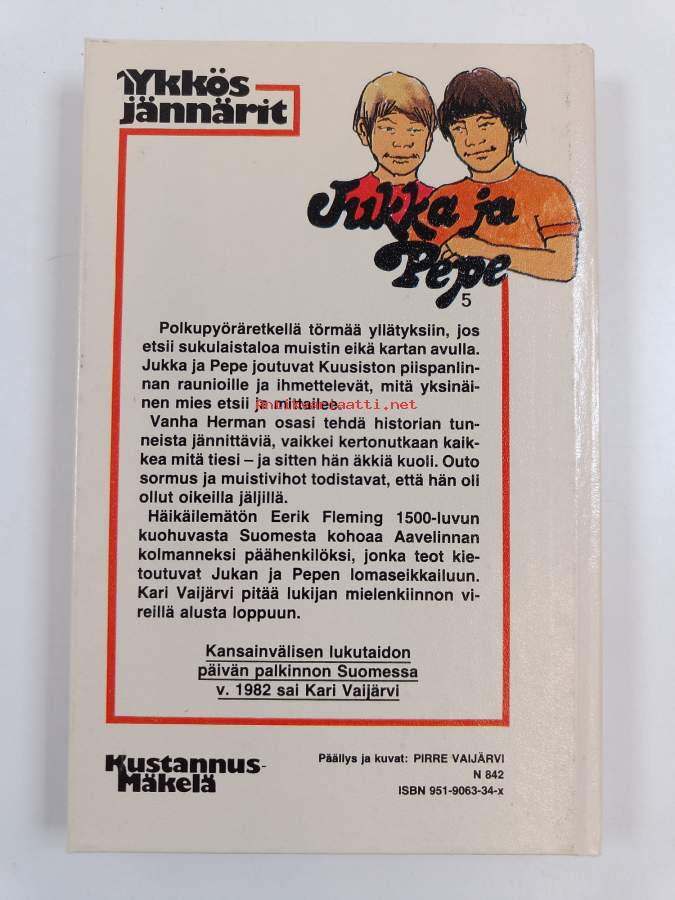 Ykkös
jännärit
Jukka ja
Pepe
5
Polkupyöräretkellä törmää yllätyksiin, jos
etsii sukulaistaloa muistin eikä kartan avulla.
Jukka ja Pepe joutuvat Kuusiston piispanlin-
nan raunioille ja ihmettelevät, mitä yksinäi-
nen mies etsii ja mittailee.
antikvariaatti.net
Vanha Herman osasi tehdä historian tun-
neista jännittäviä, vaikkei kertonutkaan kaik-
kea mitä tiesi – ja sitten hän äkkiä kuoli. Outo
sormus ja muistivihot todistavat, että hän oli
ollut oikeilla jäljillä.
Häikäilemätön Eerik Fleming 1500-luvun
kuohuvasta Suomesta kohoaa Aavelinnan
kolmanneksi päähenkilöksi, jonka teot kie-
toutuvat Jukan ja Pepen lomaseikkailuun.
Kari Vaijärvi pitää lukijan mielenkiinnon vi-
reillä alusta loppuun.
Kansainvälisen lukutaidon
päivän palkinnon Suomessa
v. 1982 sai Kari Vaijärvi
Kustannus-
Mäkelä
Päällys ja kuvat: PIRRE VAIJÄRVI
N 842
ISBN 951-9063-34-x